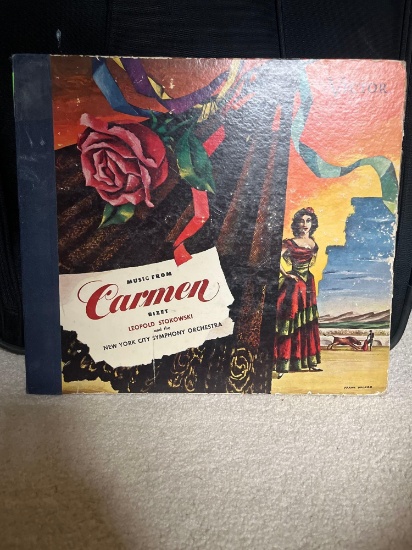 MUSIC FROM
Carmen
BIZET
LEOPOLD STOKOWSKI
and the
NEW YORK CITY SYMPHONY ORCHESTRA